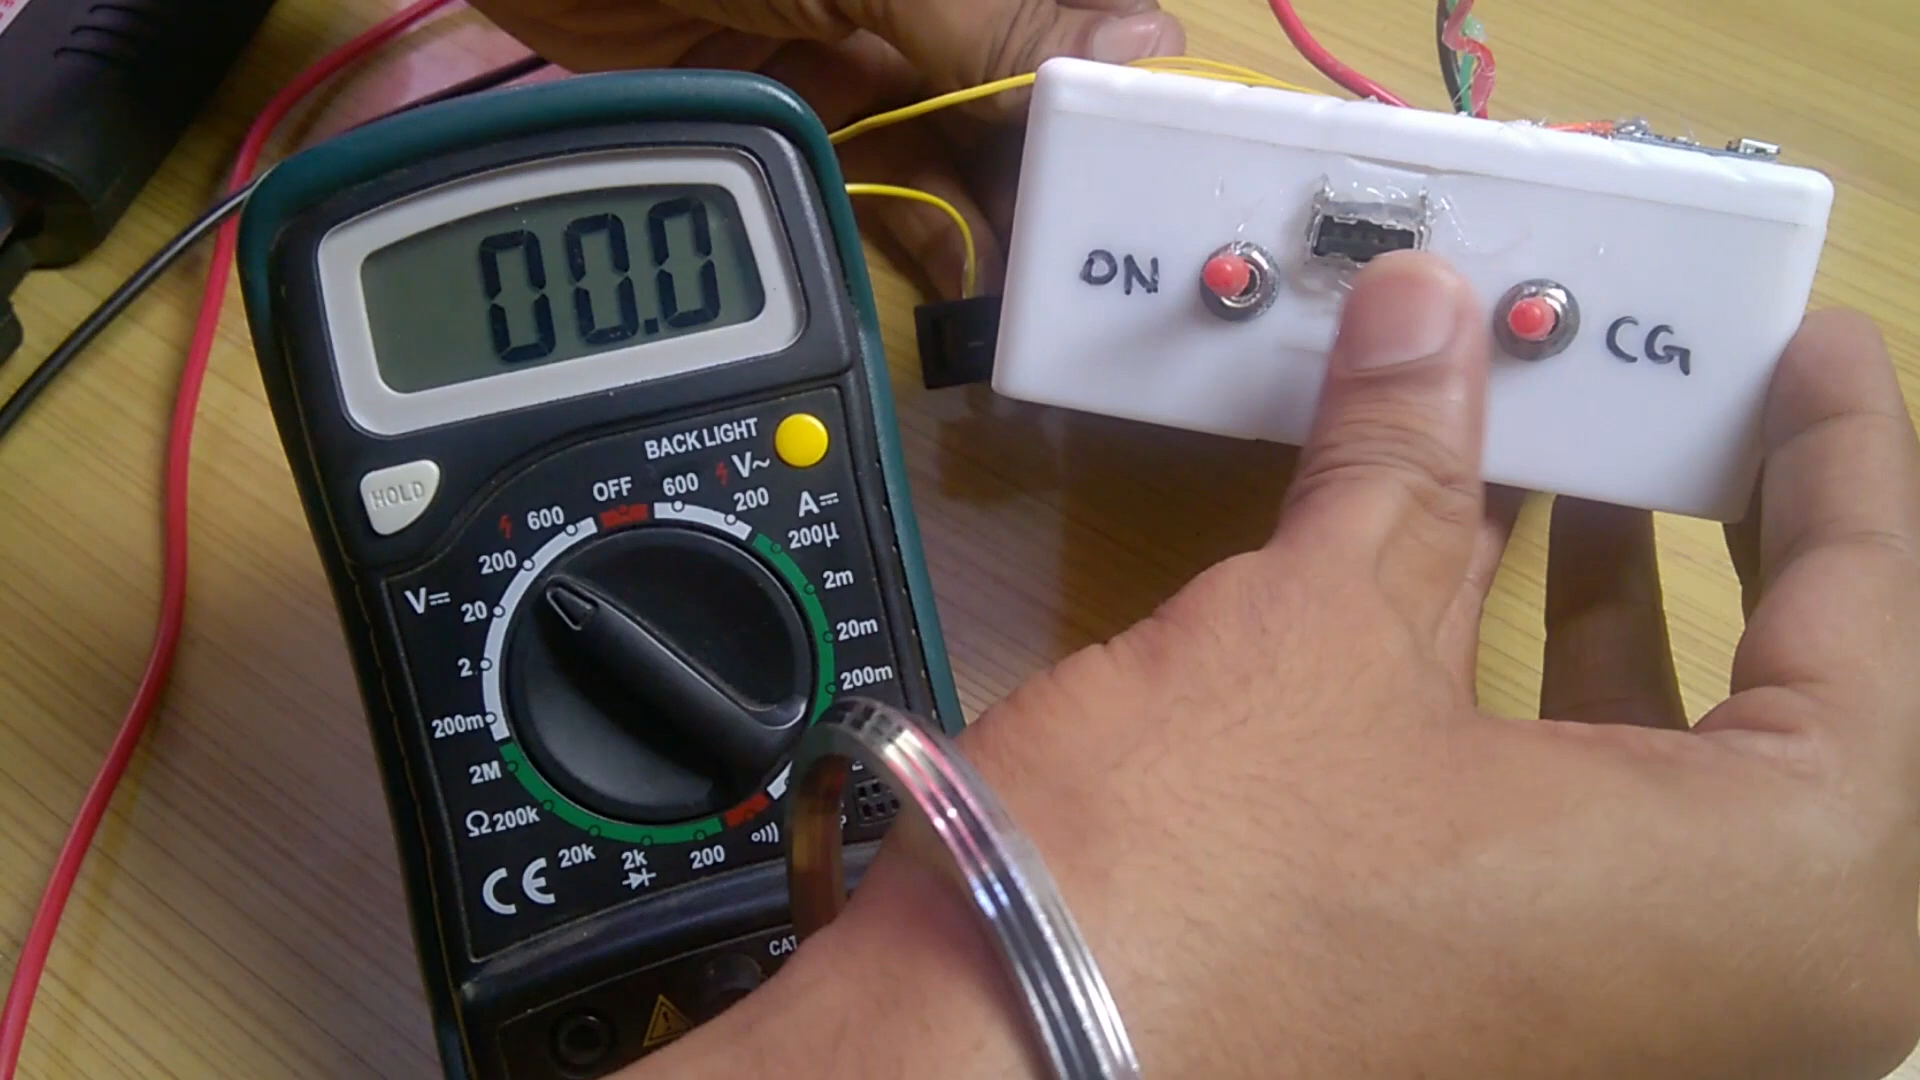 00.0
ON
CG
HOLD
BACK LIGHT
OFF
V~
600
200
A⎓
200µ
2m
20m
200m
600
200
V⎓
20
2
200m
2M
Ω
200k
20k
2k
200
CE
CAT